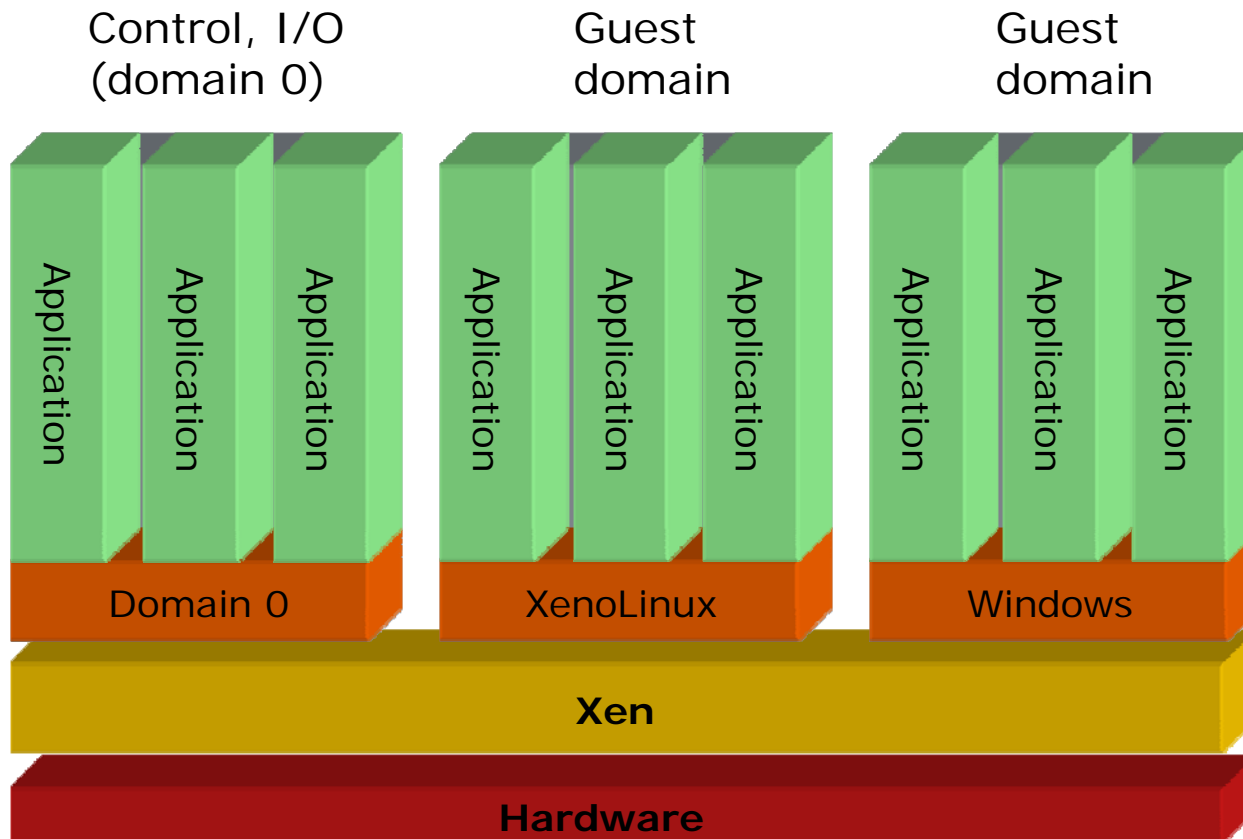 Control, I/O
(domain 0)
Guest
domain
Guest
domain
Application
Application
Application
Application
Application
Application
Application
Application
Application
Domain 0
XenoLinux
Windows
Xen
Hardware